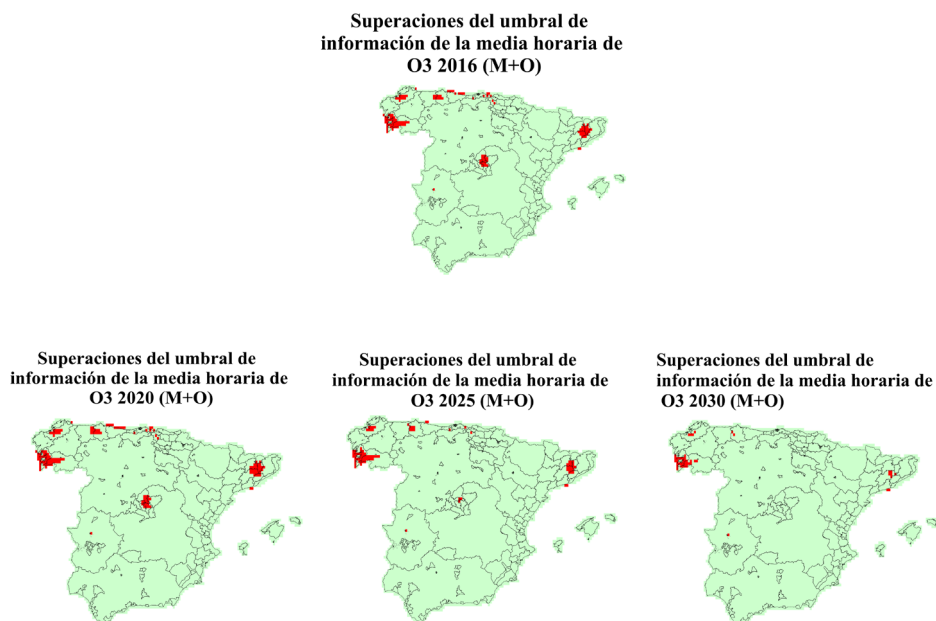 Superaciones del umbral de
información de la media horaria de
O3 2016 (M+O)
Superaciones del umbral de
información de la media horaria de
O3 2020 (M+O)
Superaciones del umbral de
información de la media horaria de
O3 2025 (M+O)
Superaciones del umbral de
información de la media horaria de
O3 2030 (M+O)